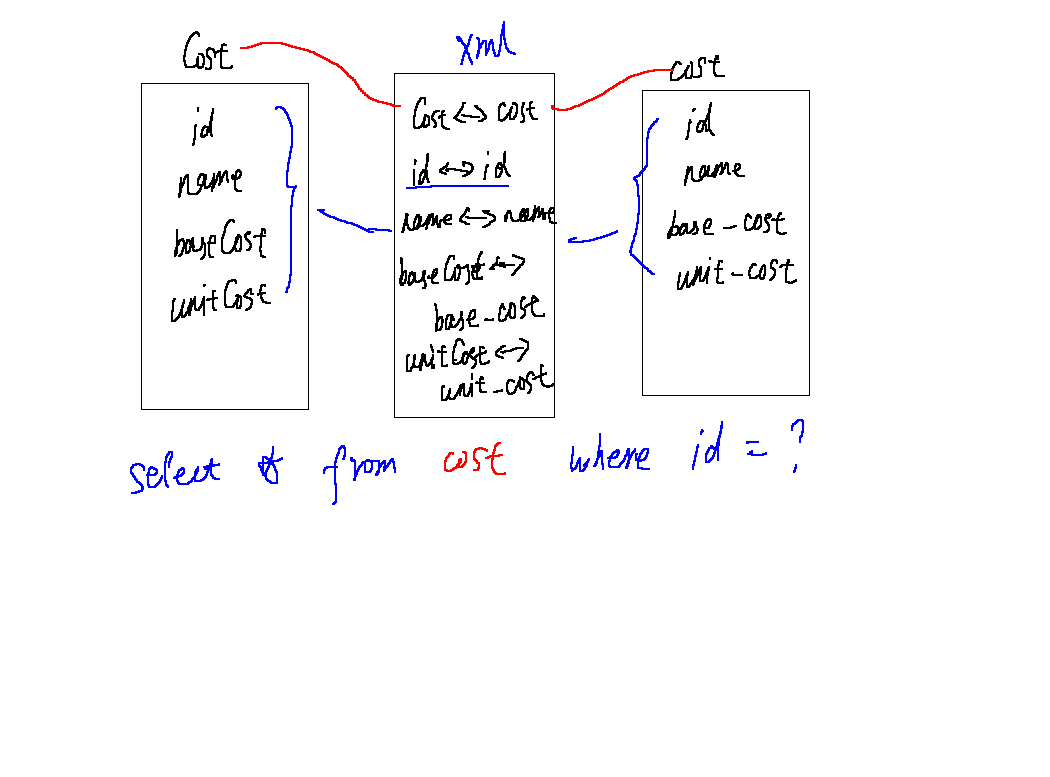 Cost
id
name
baseCost
unitCost
xml
Cost <-> cost
id <-> id
name <-> name
baseCost <->
base-cost
unitCost <->
unit-cost
cost
id
name
base-cost
unit-cost
select * from cost where id = ?